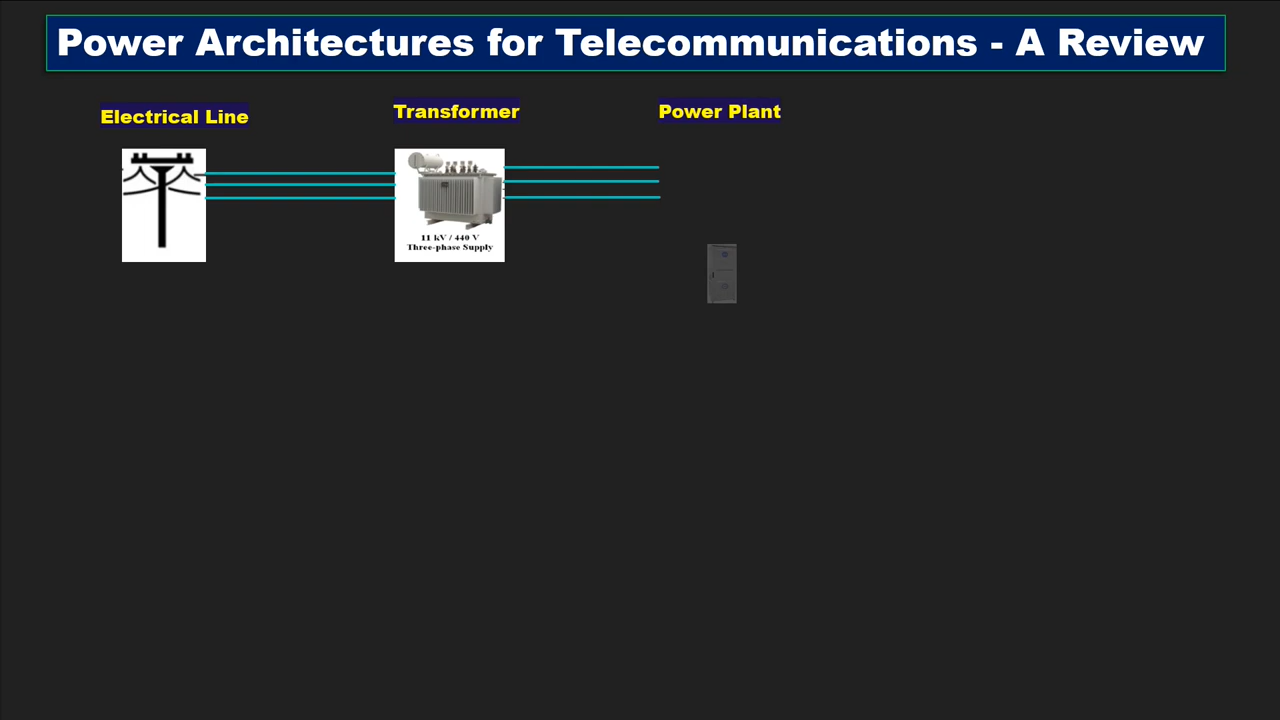 Power Architectures for Telecommunications - A Review
Electrical Line
Transformer
Power Plant
11 kV / 440 V
Three-phase Supply